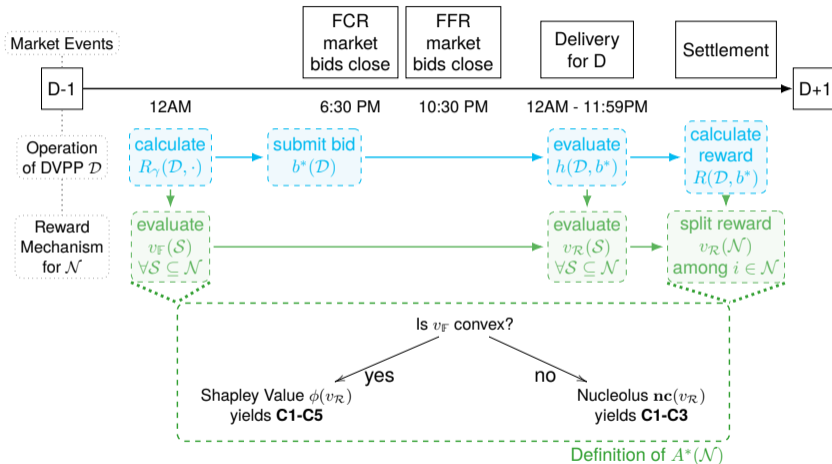 Market Events
FCR
market
bids close
FFR
market
bids close
Delivery
for D
Settlement
D-1
D+1
12AM
6:30 PM
10:30 PM
12AM - 11:59PM
Operation
of DVPP 𝒟
calculate
R_γ(𝒟, ·)
submit bid
b*(𝒟)
evaluate
h(𝒟, b*)
calculate
reward
R(𝒟, b*)
Reward
Mechanism
for 𝒩
evaluate
v_𝔽(𝒮)
∀𝒮 ⊆ 𝒩
evaluate
v_ℛ(𝒮)
∀𝒮 ⊆ 𝒩
split reward
v_ℛ(𝒩)
among i ∈ 𝒩
Is v_𝔽 convex?
yes
no
Shapley Value ϕ(v_ℛ)
yields C1-C5
Nucleolus nc(v_ℛ)
yields C1-C3
Definition of A*(𝒩)